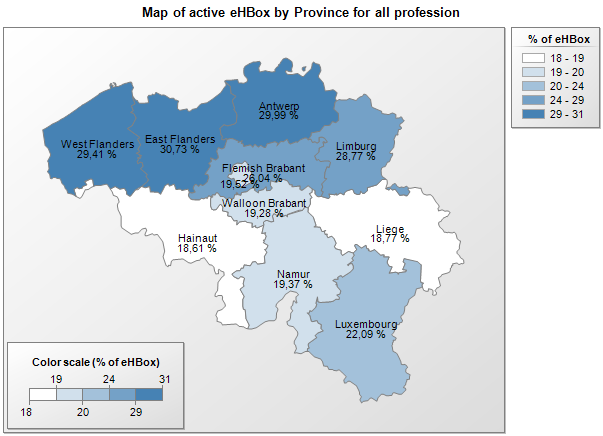 Map of active eHBox by Province for all profession
% of eHBox
18 - 19
19 - 20
20 - 24
24 - 29
29 - 31
Antwerp
29,99 %
West Flanders
29,41 %
East Flanders
30,73 %
Limburg
28,77 %
Flemish Brabant
26,04 %
19,62 %
Walloon Brabant
19,28 %
Hainaut
18,61 %
Liege
18,77 %
Namur
19,37 %
Luxembourg
22,09 %
Color scale (% of eHBox)
19 24 31
18 20 29